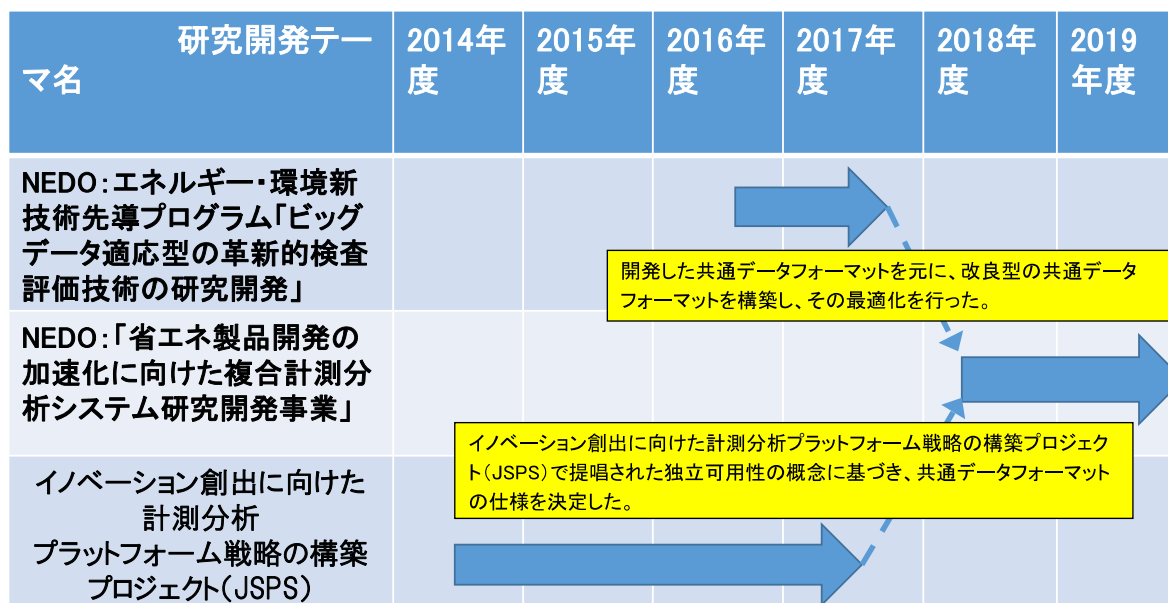 研究開発テー
マ名
2014年
度
2015年
度
2016年
度
2017年
度
2018年
度
2019
年度
NEDO:エネルギー・環境新
技術先導プログラム「ビッグ
データ適応型の革新的検査
評価技術の研究開発」
開発した共通データフォーマットを元に、改良型の共通データ
フォーマットを構築し、その最適化を行った。
NEDO:「省エネ製品開発の
加速化に向けた複合計測分
析システム研究開発事業」
イノベーション創出に向けた計測分析プラットフォーム戦略の構築プロジェク
ト(JSPS)で提唱された独立可用性の概念に基づき、共通データフォーマット
の仕様を決定した。
イノベーション創出に向けた
計測分析
プラットフォーム戦略の構築
プロジェクト(JSPS)